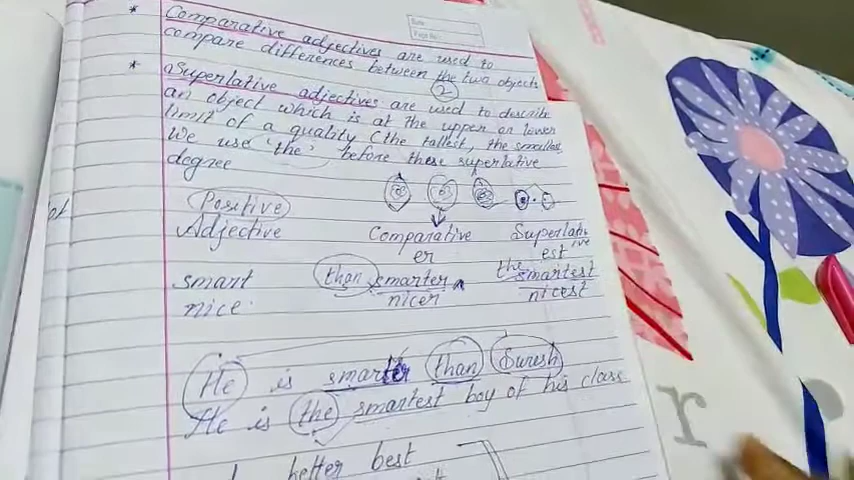 * Comparative adjectives are used to
compare differences between the two objects
2
* Superlative adjectives are used to describe
an object which is at the upper or lower
limit of a quality (the tallest, the smallest
We use 'the' before these superlative
degree
Positive
Adjective Comparative Superlative
er est
smart than smarter the smartest
nice nicer nicest
He is smarter than Suresh
He is the smartest boy of his class
better best
r